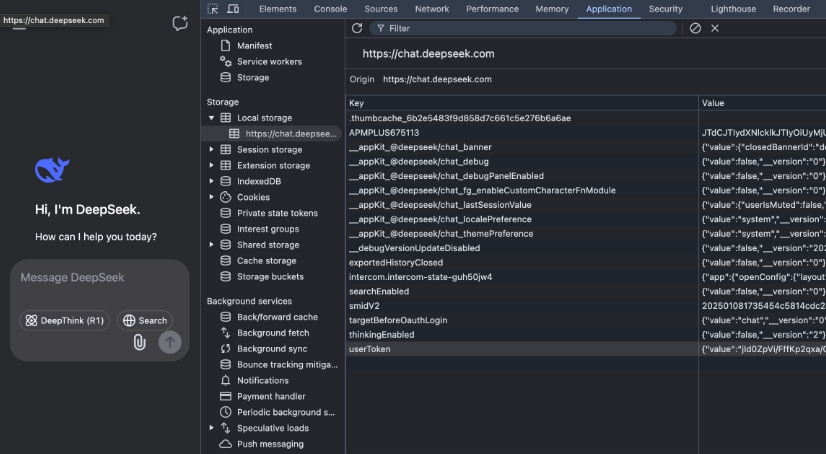 https://chat.deepseek.com
Hi, I'm DeepSeek.
How can I help you today?
Message DeepSeek
DeepThink (R1)
Search
Elements Console Sources Network Performance Memory Application Security Lighthouse Recorder
Application
Manifest
Service workers
Storage
Storage
Local storage
https://chat.deepsee...
Session storage
Extension storage
IndexedDB
Cookies
Private state tokens
Interest groups
Shared storage
Cache storage
Storage buckets
Background services
Back/forward cache
Background fetch
Background sync
Bounce tracking mitiga...
Notifications
Payment handler
Periodic background s...
Speculative loads
Push messaging
Filter
https://chat.deepseek.com
Origin https://chat.deepseek.com
Key Value
.thumbcache_6b2e5483f9d858d7c661c5e276b6a6ae
APMPLUS675113
__appKit_@deepseek/chat_banner {"value":{"closedBannerId":"de
__appKit_@deepseek/chat_debug {"value":false,"__version":"0"}
__appKit_@deepseek/chat_debugPanelEnabled {"value":false,"__version":"0"}
__appKit_@deepseek/chat_fg_enableCustomCharacterFnModule {"value":false,"__version":"0"}
__appKit_@deepseek/chat_lastSessionValue {"value":{"userIsMuted":false,"
__appKit_@deepseek/chat_localePreference {"value":"system","__version":
__appKit_@deepseek/chat_themePreference {"value":"system","__version":
__debugVersionUpdateDisabled {"value":false,"__version":"202
exportedHistoryClosed {"value":false,"__version":"0"}
intercom.intercom-state-guh50jw4 {"app":{"openConfig":{"layout
searchEnabled {"value":false,"__version":"0"}
smidV2 202501081735454c5814cdc2
targetBeforeOauthLogin {"value":"chat","__version":"0"
thinkingEnabled {"value":false,"__version":"2"}
userToken